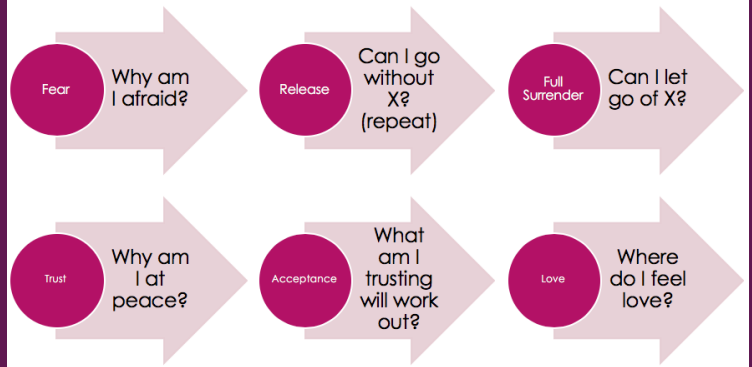 Fear
Why am
I afraid?
Release
Can I go
without
X?
(repeat)
Full
Surrender
Can I let
go of X?
Trust
Why am
I at
peace?
Acceptance
What
am I
trusting
will work
out?
Love
Where
do I feel
love?